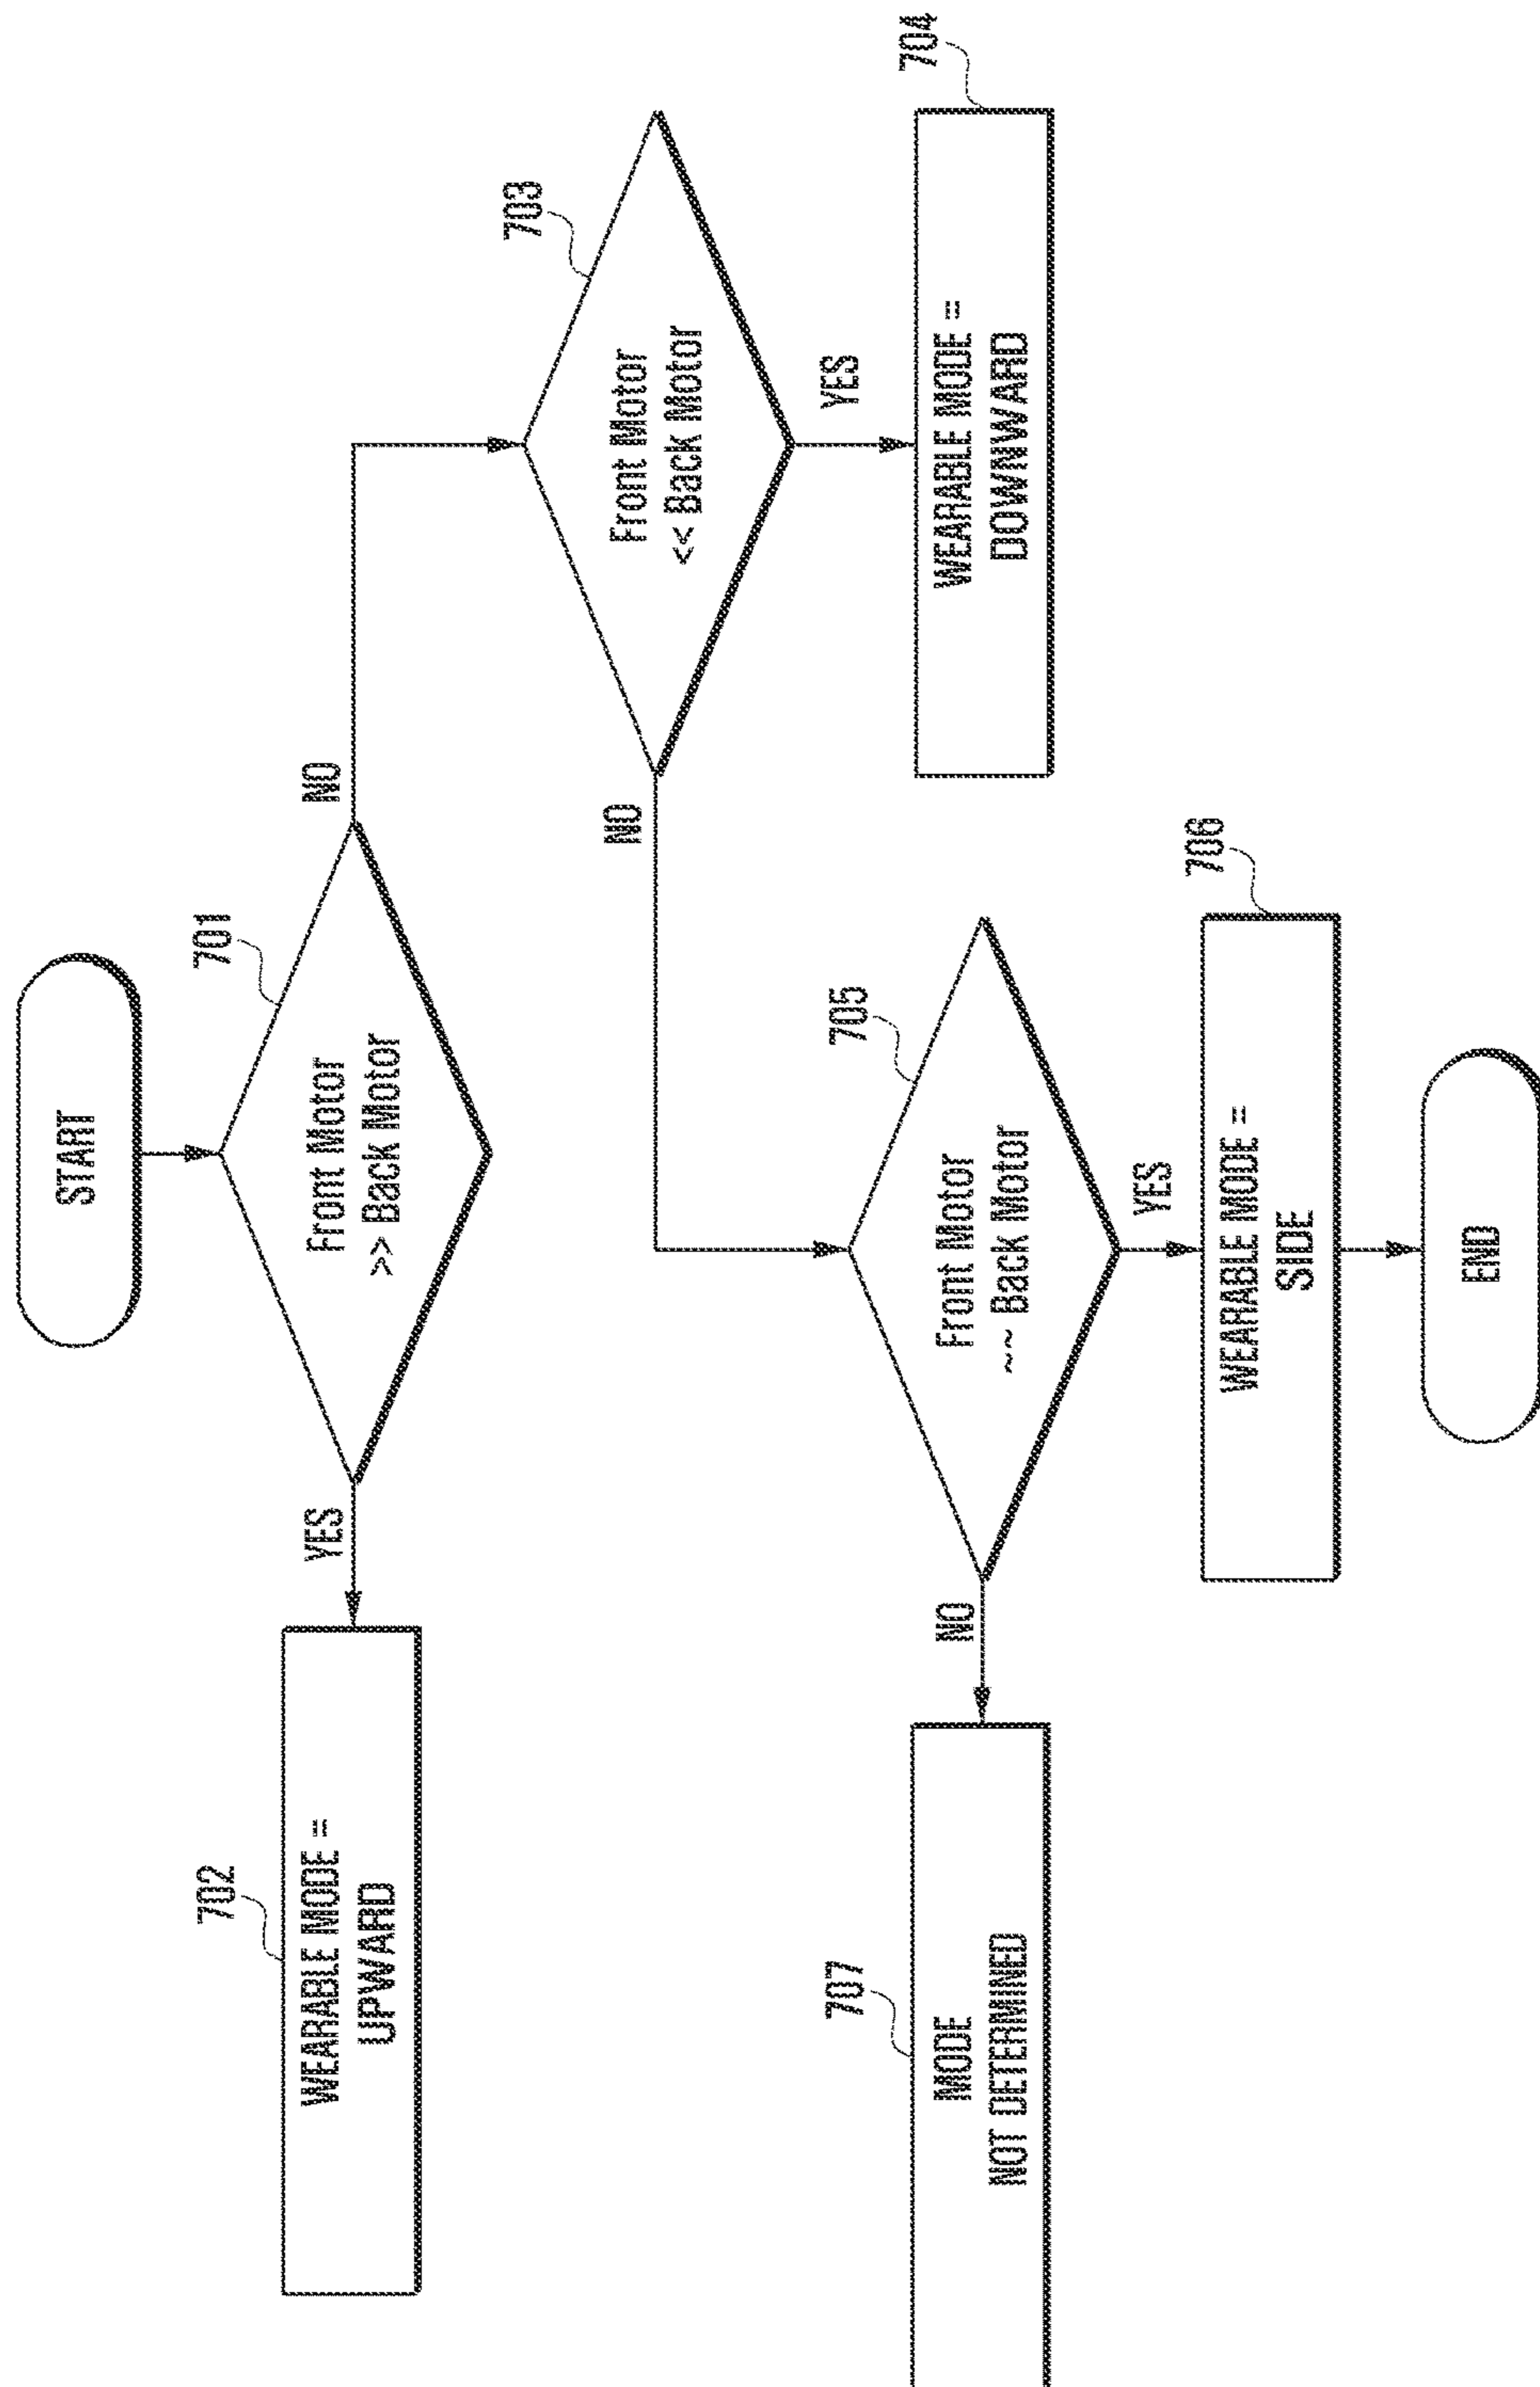 START
701
Front Motor
>> Back Motor
YES
NO
702
WEARABLE MODE =
UPWARD
703
Front Motor
<< Back Motor
NO
YES
704
WEARABLE MODE =
DOWNWARD
705
Front Motor
~~ Back Motor
NO
YES
707
MODE
NOT DETERMINED
706
WEARABLE MODE =
SIDE
END